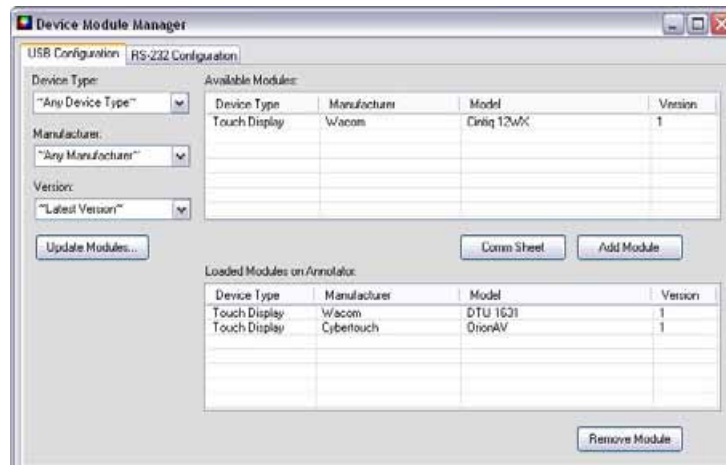 Device Module Manager
USB Configuration RS-232 Configuration
Device Type:
~Any Device Type~
Manufacturer:
~Any Manufacturer~
Version:
~Latest Version~
Update Modules...
Available Modules:
Device Type Manufacturer Model Version
Touch Display Wacom Cintiq 12WX 1
Comm Sheet Add Module
Loaded Modules on Annotator:
Device Type Manufacturer Model Version
Touch Display Wacom DTU 1631 1
Touch Display Cybertouch OrionAV 1
Remove Module